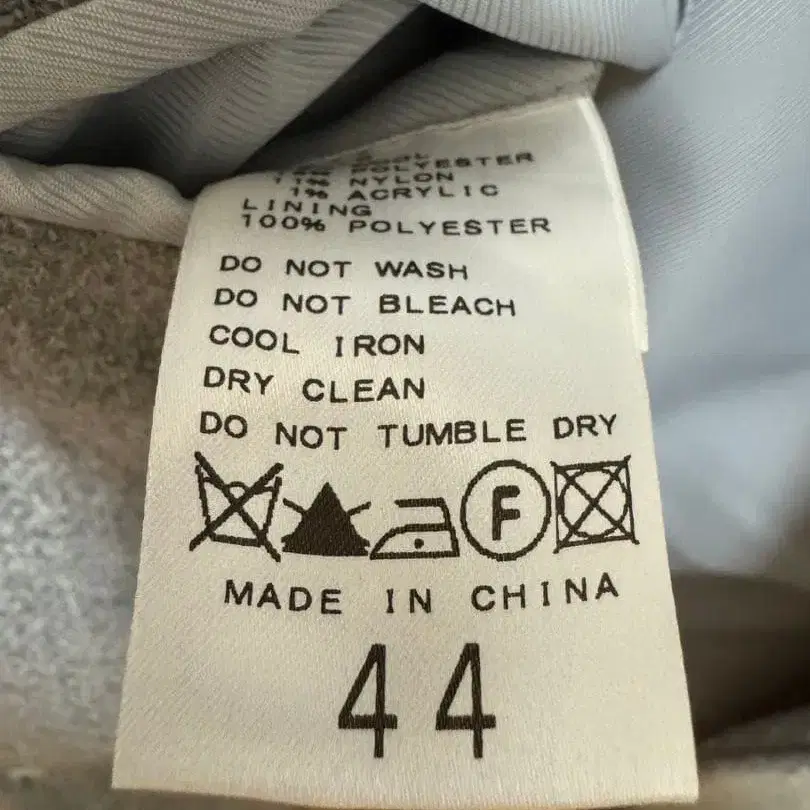 POLYESTER
NYLON
1% ACRYLIC
LINING
100% POLYESTER
DO NOT WASH
DO NOT BLEACH
COOL IRON
DRY CLEAN
DO NOT TUMBLE DRY
F
MADE IN CHINA
44